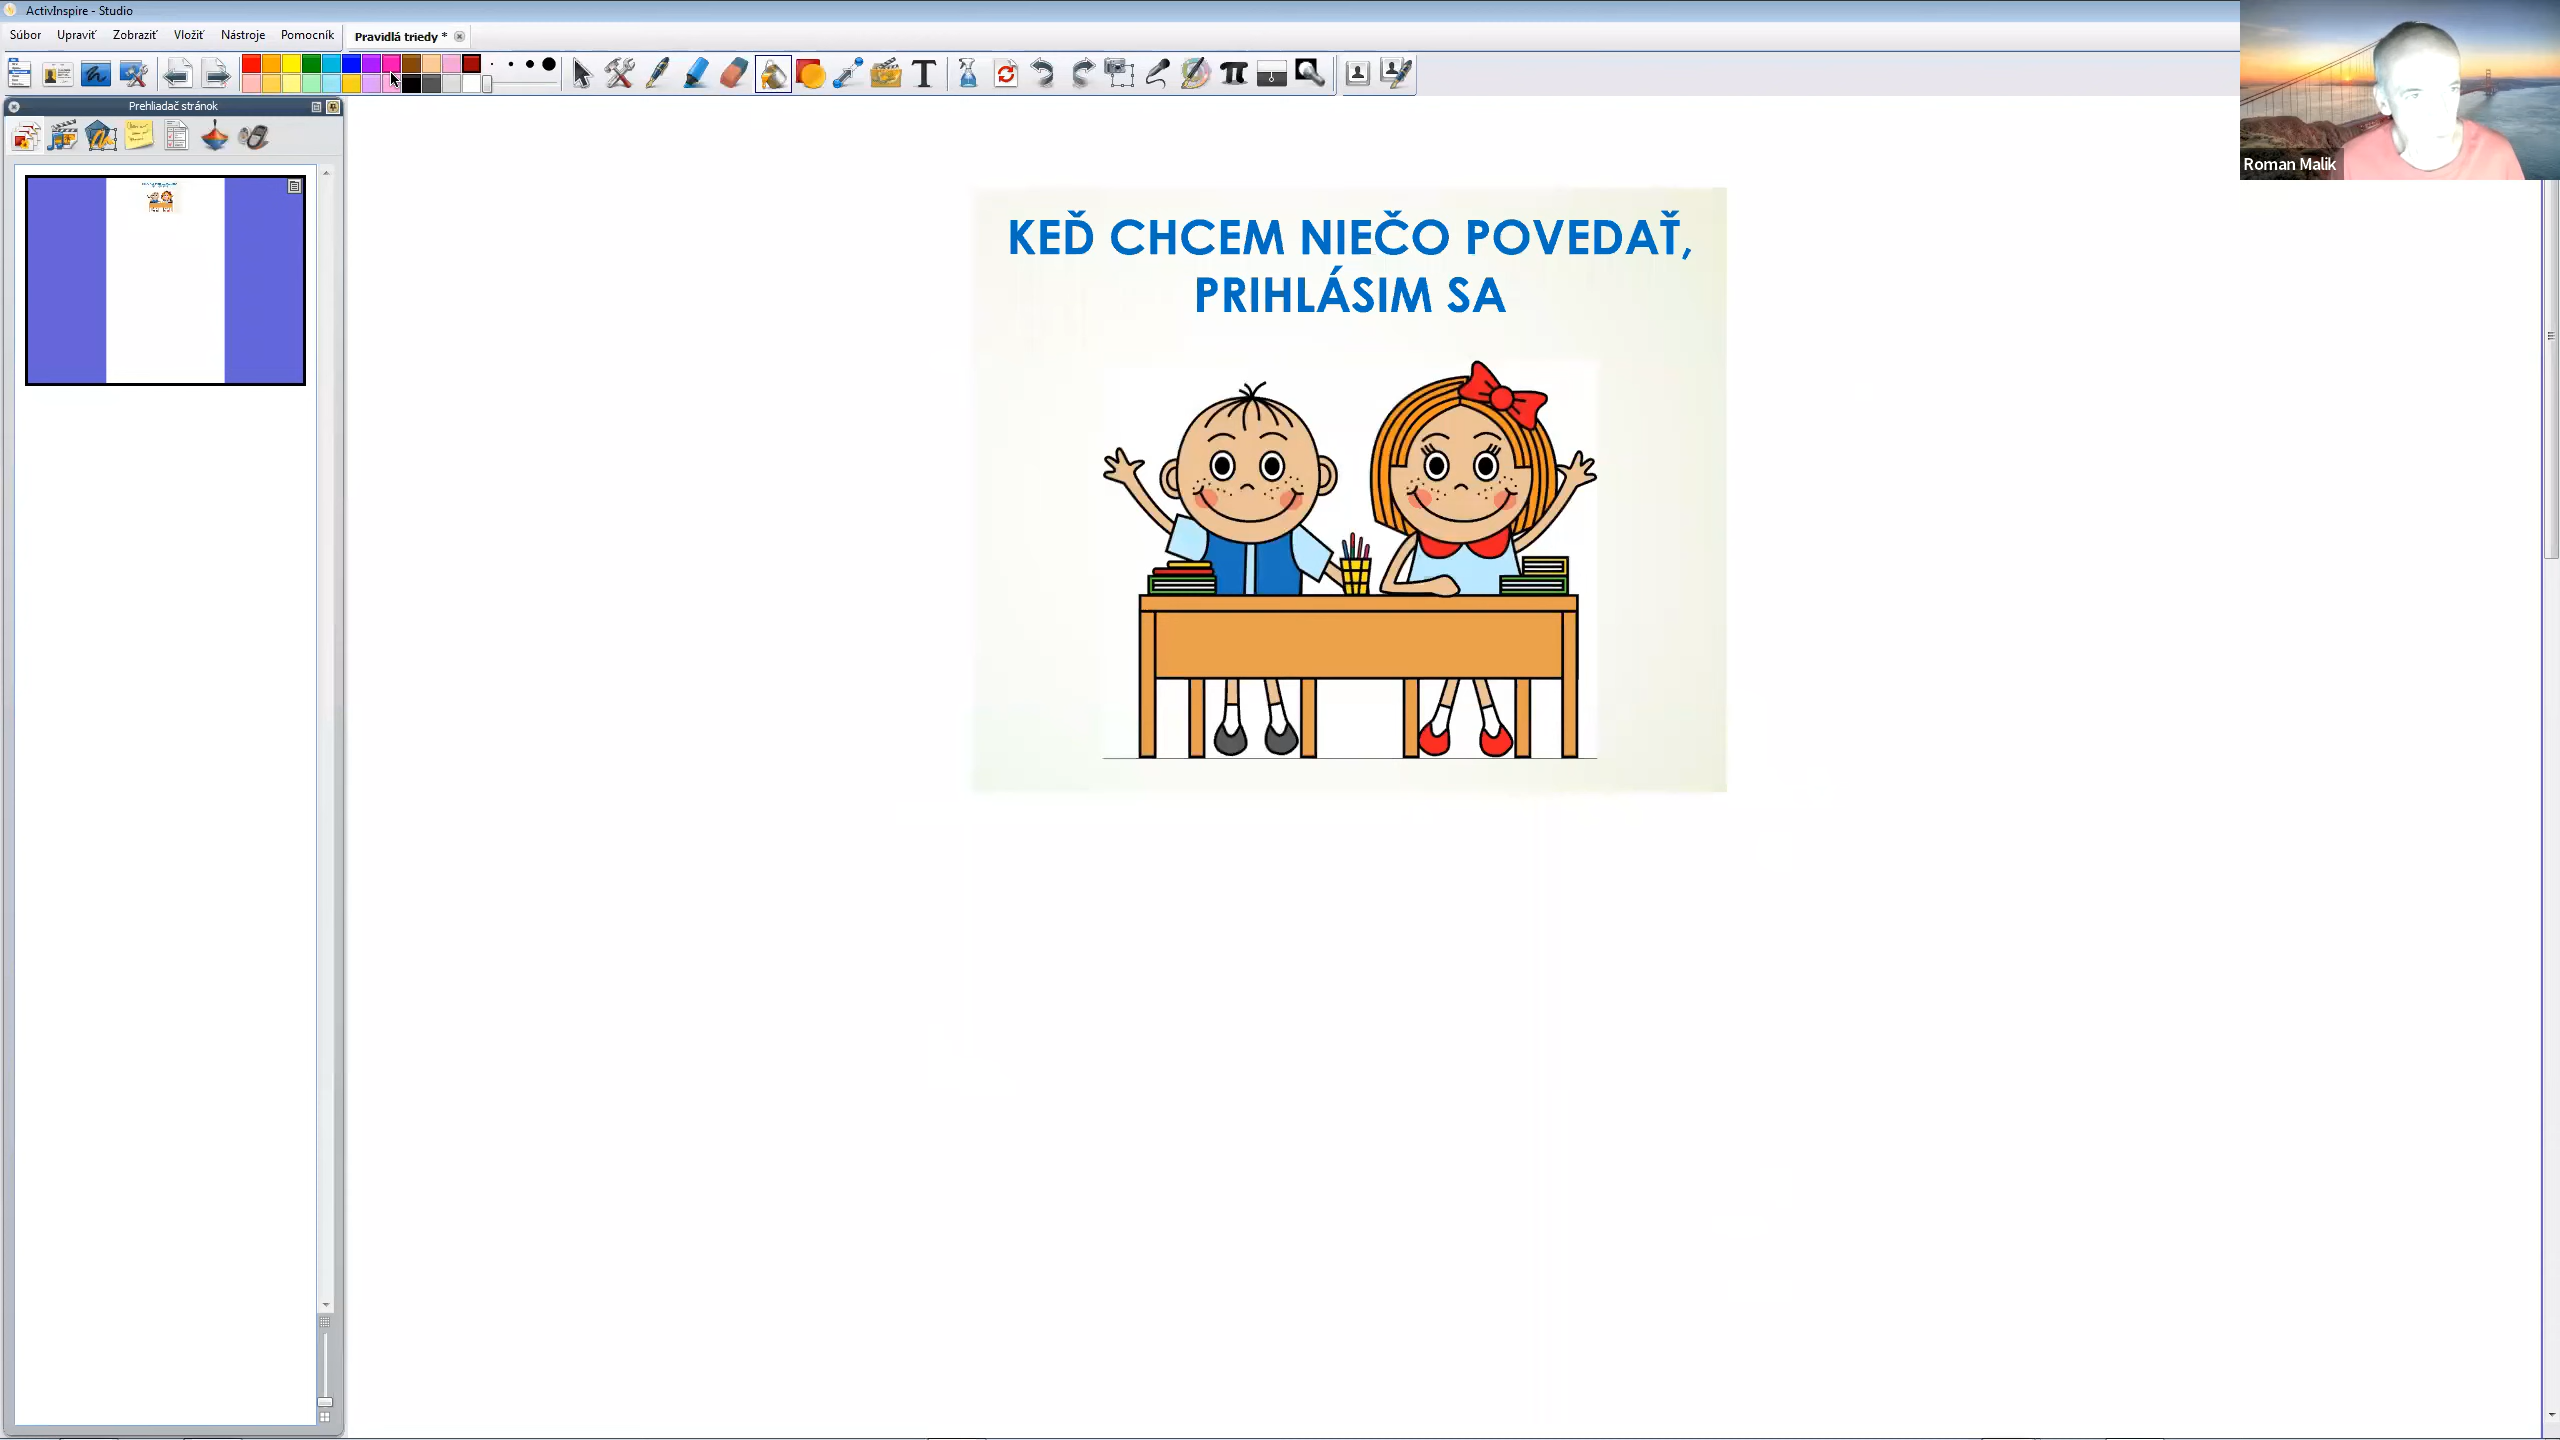 ActivInspire - Studio
Súbor Upraviť Zobraziť Vložiť Nástroje Pomocník
Pravidlá triedy *
Prehliadač stránok
Roman Malik
KEĎ CHCEM NIEČO POVEDAŤ,
PRIHLÁSIM SA